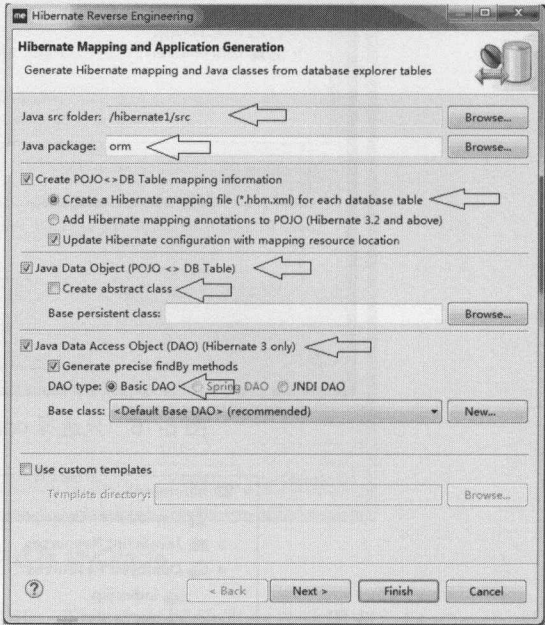 me Hibernate Reverse Engineering
Hibernate Mapping and Application Generation
Generate Hibernate mapping and Java classes from database explorer tables
Java src folder: /hibernate1/src Browse...
Java package: orm Browse...
Create POJO<>DB Table mapping information
Create a Hibernate mapping file (*.hbm.xml) for each database table
Add Hibernate mapping annotations to POJO (Hibernate 3.2 and above)
Update Hibernate configuration with mapping resource location
Java Data Object (POJO <> DB Table)
Create abstract class
Base persistent class: Browse...
Java Data Access Object (DAO) (Hibernate 3 only)
Generate precise findBy methods
DAO type: Basic DAO Spring DAO JNDI DAO
Base class: <Default Base DAO> (recommended) New...
Use custom templates
Template directory: Browse...
? < Back Next > Finish Cancel